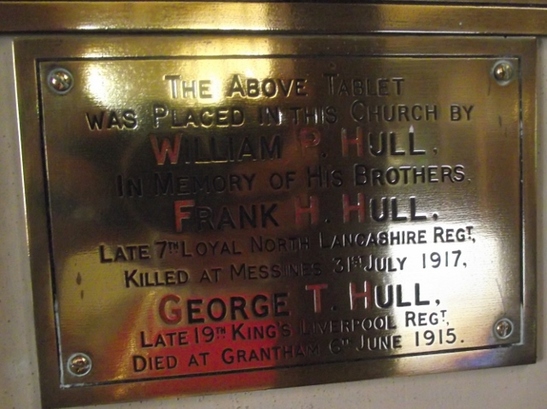 THE ABOVE TABLET
WAS PLACED IN THIS CHURCH BY
WILLIAM P. HULL,
IN MEMORY OF HIS BROTHERS.
FRANK H. HULL.
LATE 7TH LOYAL NORTH LANCASHIRE REGT,
KILLED AT MESSINES 31ST JULY 1917.
GEORGE T. HULL,
LATE 19TH KING'S LIVERPOOL REGT,
DIED AT GRANTHAM 6TH JUNE 1915.